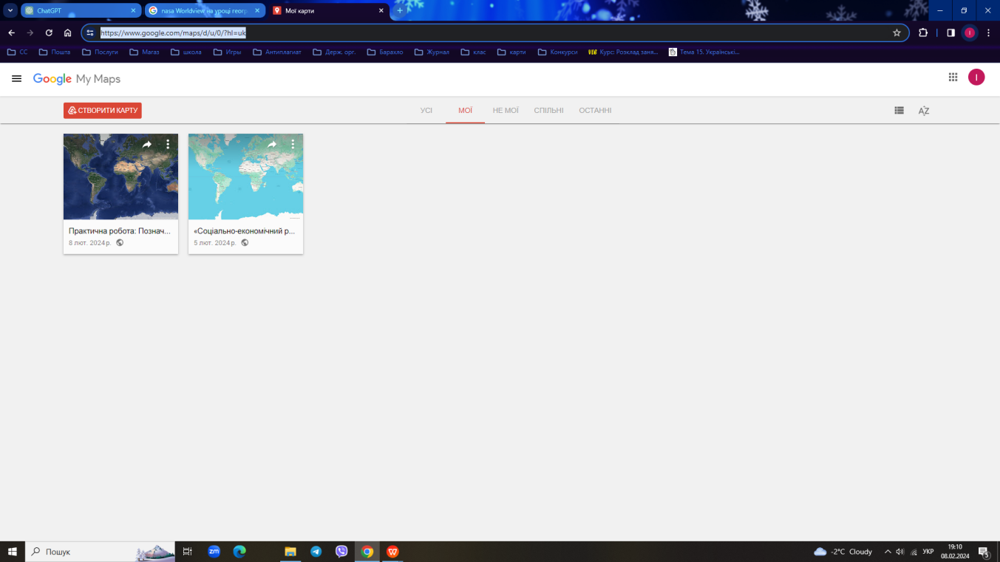 ChatGPT
nasa Worldview на уроці геогр
Мої карти
https://www.google.com/maps/d/u/0/?hl=uk
СС
Пошта
Послуги
Магаз
школа
Игры
Антиплагиат
Держ. орг.
Барахло
Журнал
клас
карти
Конкурси
Курс: Розклад заня...
Тема 15. Українські...
Google My Maps
I
СТВОРИТИ КАРТУ
УСІ
МОЇ
НЕ МОЇ
СПІЛЬНІ
ОСТАННІ
AZ
Практична робота: Познач...
8 лют. 2024 р.
«Соціально-економічний р...
5 лют. 2024 р.
Пошук
zm
-2°C Cloudy
УКР
19:10
08.02.2024
5